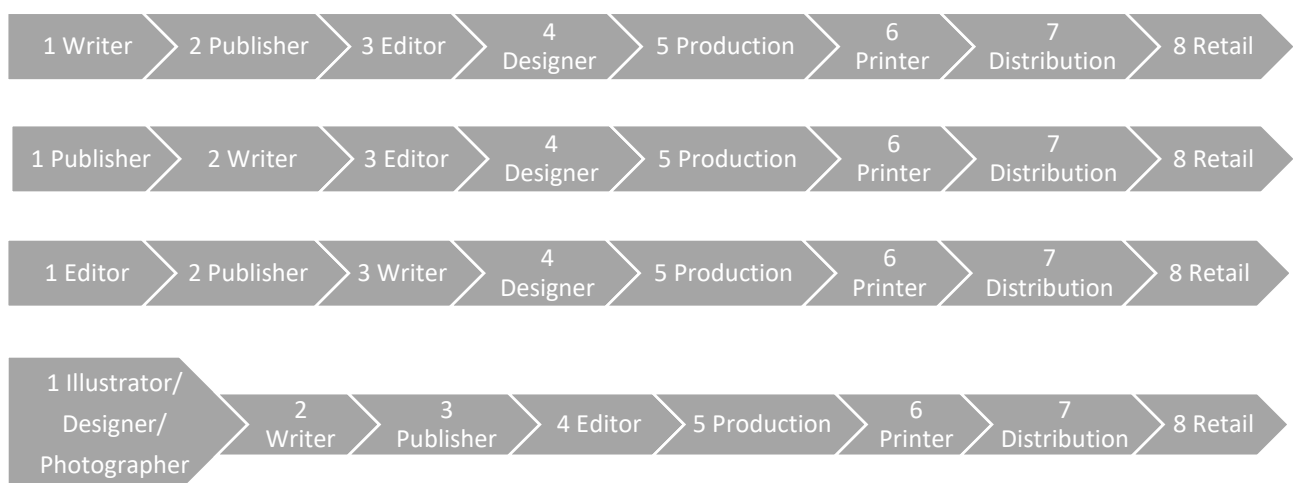 1 Writer
2 Publisher
3 Editor
4
Designer
5 Production
6
Printer
7
Distribution
8 Retail
1 Publisher
2 Writer
3 Editor
4
Designer
5 Production
6
Printer
7
Distribution
8 Retail
1 Editor
2 Publisher
3 Writer
4
Designer
5 Production
6
Printer
7
Distribution
8 Retail
1 Illustrator/
Designer/
Photographer
2
Writer
3
Publisher
4 Editor
5 Production
6
Printer
7
Distribution
8 Retail